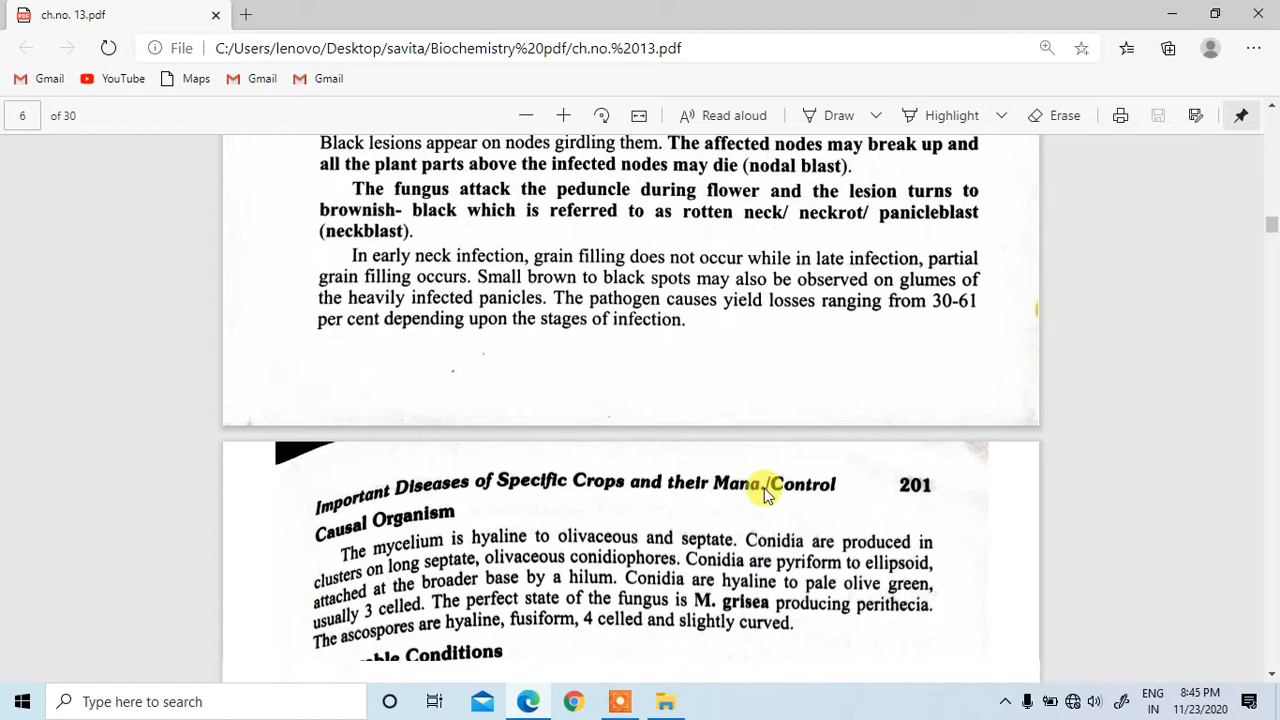 ch.no. 13.pdf
File C:/Users/lenovo/Desktop/savita/Biochemistry%20pdf/ch.no.%2013.pdf
Gmail YouTube Maps Gmail Gmail
6 of 30 Read aloud Draw Highlight Erase
Black lesions appear on nodes girdling them. The affected nodes may break up and
all the plant parts above the infected nodes may die (nodal blast).
The fungus attack the peduncle during flower and the lesion turns to
brownish- black which is referred to as rotten neck/ neckrot/ panicleblast
(neckblast).
In early neck infection, grain filling does not occur while in late infection, partial
grain filling occurs. Small brown to black spots may also be observed on glumes of
the heavily infected panicles. The pathogen causes yield losses ranging from 30-61
per cent depending upon the stages of infection.
Important Diseases of Specific Crops and their Mana./Control 201
Causal Organism
The mycelium is hyaline to olivaceous and septate. Conidia are produced in
clusters on long septate, olivaceous conidiophores. Conidia are pyriform to ellipsoid,
attached at the broader base by a hilum. Conidia are hyaline to pale olive green,
usually 3 celled. The perfect state of the fungus is M. grisea producing perithecia.
The ascospores are hyaline, fusiform, 4 celled and slightly curved.
Conditions
Type here to search
ENG 8:45 PM
IN 11/23/2020